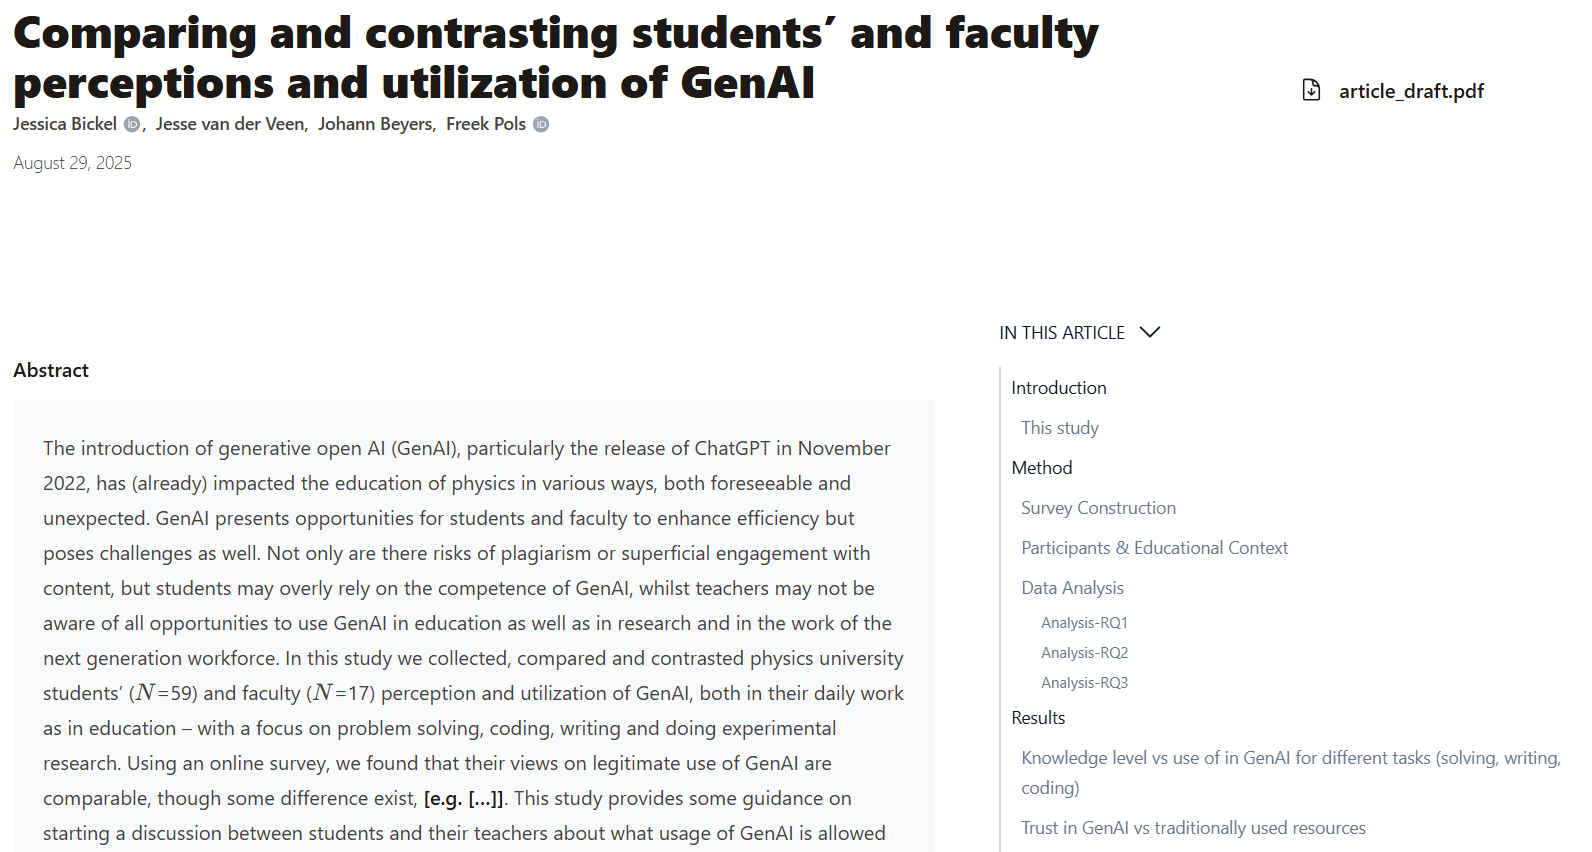 Comparing and contrasting students′ and faculty
perceptions and utilization of GenAI
article_draft.pdf
Jessica Bickel iD, Jesse van der Veen, Johann Beyers, Freek Pols iD
August 29, 2025
Abstract
The introduction of generative open AI (GenAI), particularly the release of ChatGPT in November
2022, has (already) impacted the education of physics in various ways, both foreseeable and
unexpected. GenAI presents opportunities for students and faculty to enhance efficiency but
poses challenges as well. Not only are there risks of plagiarism or superficial engagement with
content, but students may overly rely on the competence of GenAI, whilst teachers may not be
aware of all opportunities to use GenAI in education as well as in research and in the work of the
next generation workforce. In this study we collected, compared and contrasted physics university
students’ (N=59) and faculty (N=17) perception and utilization of GenAI, both in their daily work
as in education – with a focus on problem solving, coding, writing and doing experimental
research. Using an online survey, we found that their views on legitimate use of GenAI are
comparable, though some difference exist, [e.g. [...]]. This study provides some guidance on
starting a discussion between students and their teachers about what usage of GenAI is allowed
IN THIS ARTICLE
Introduction
This study
Method
Survey Construction
Participants & Educational Context
Data Analysis
Analysis-RQ1
Analysis-RQ2
Analysis-RQ3
Results
Knowledge level vs use of in GenAI for different tasks (solving, writing,
coding)
Trust in GenAI vs traditionally used resources